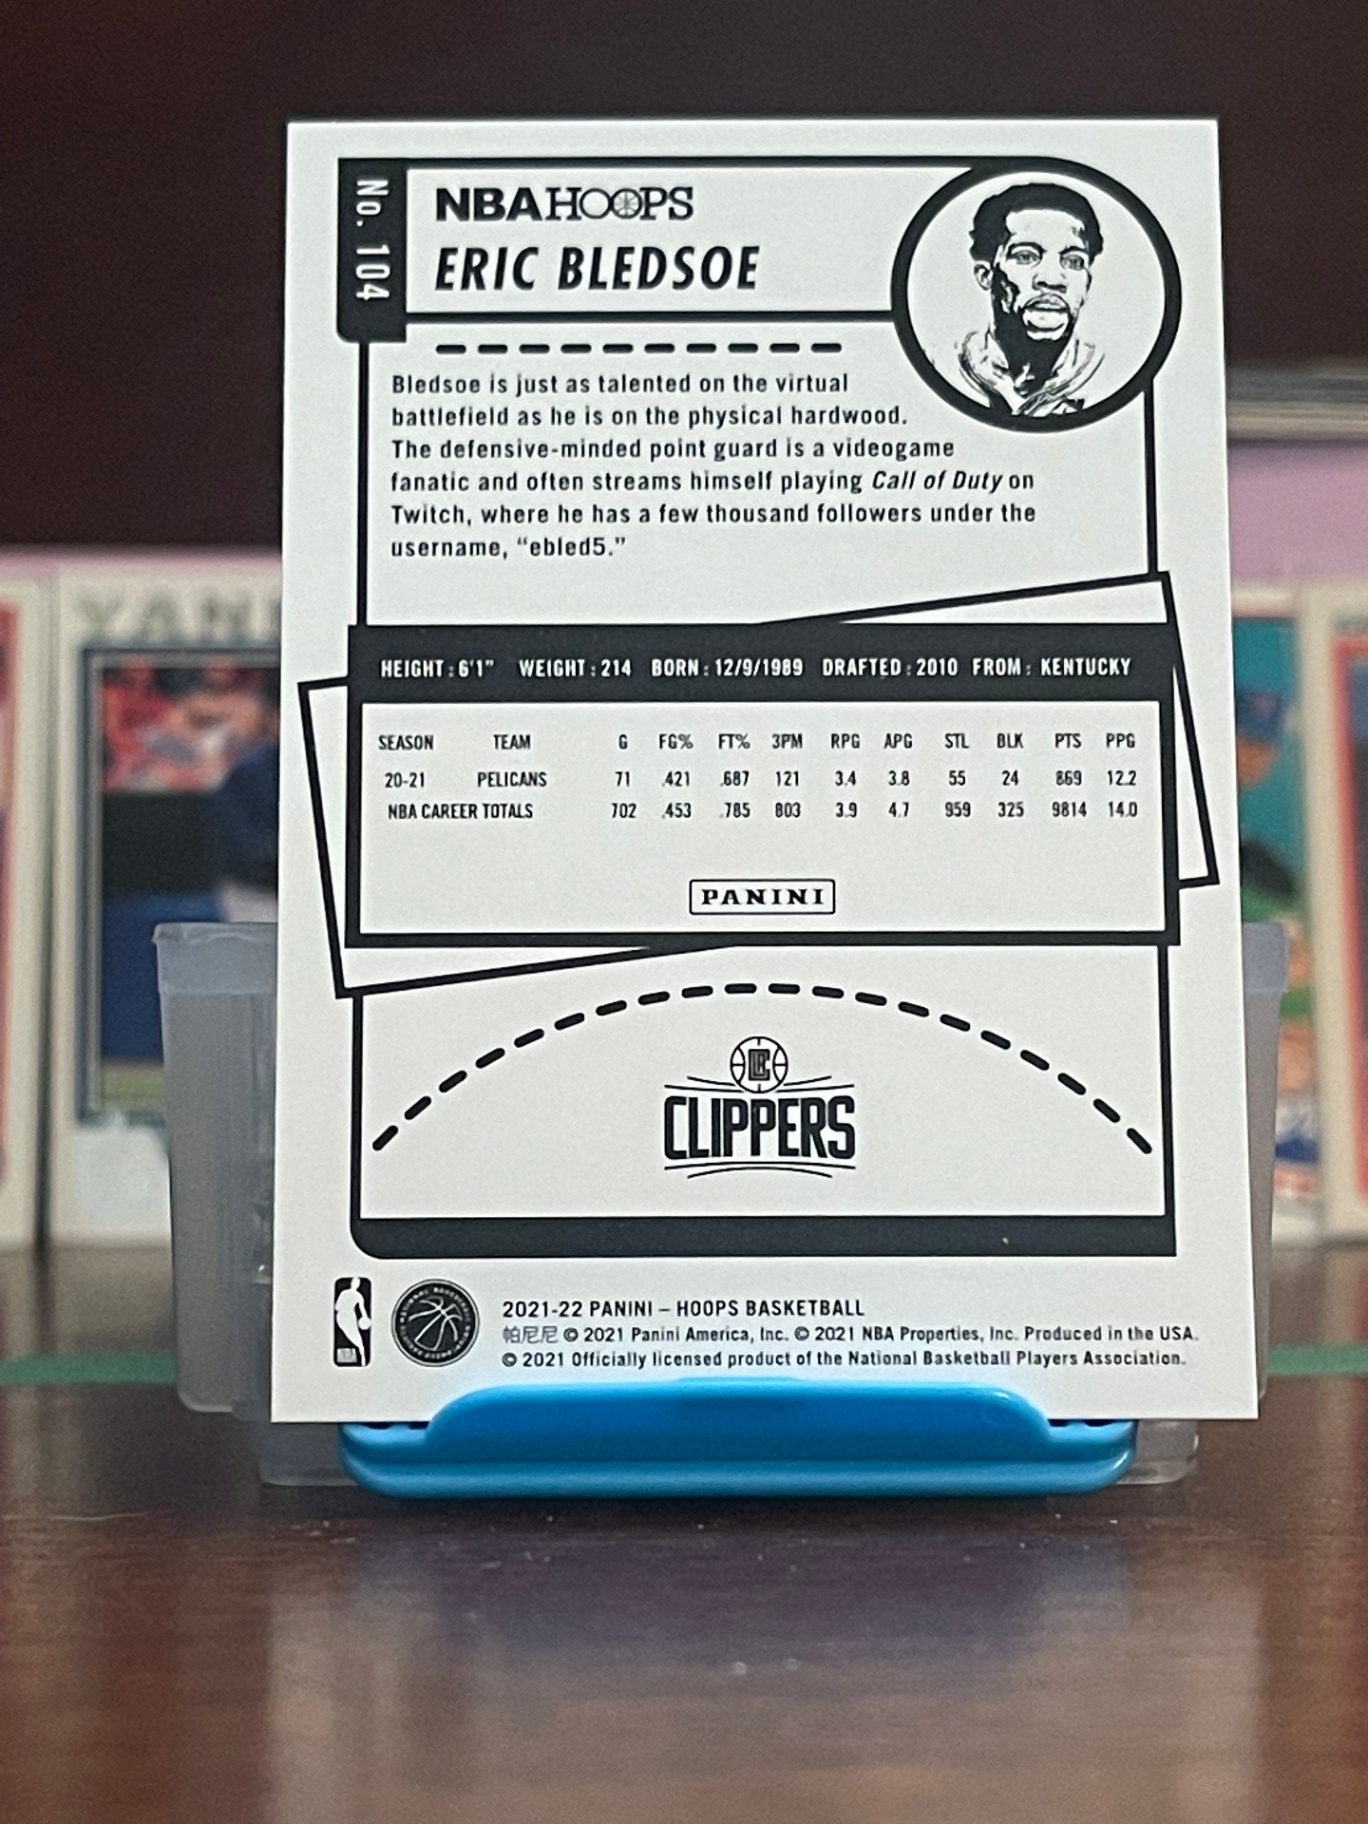 No. 104
NBA HOOPS
ERIC BLEDSOE
Bledsoe is just as talented on the virtual
battlefield as he is on the physical hardwood.
The defensive-minded point guard is a videogame
fanatic and often streams himself playing Call of Duty on
Twitch, where he has a few thousand followers under the
username, “ebled5.”
HEIGHT: 6'1" WEIGHT: 214 BORN: 12/9/1989 DRAFTED: 2010 FROM: KENTUCKY
SEASON TEAM G FG% FT% 3PM RPG APG STL BLK PTS PPG
20-21 PELICANS 71 .421 .687 121 3.4 3.8 55 24 869 12.2
NBA CAREER TOTALS 702 .453 .785 803 3.9 4.7 959 325 9814 14.0
PANINI
CLIPPERS
NBA
2021-22 PANINI – HOOPS BASKETBALL
帕尼尼 © 2021 Panini America, Inc. © 2021 NBA Properties, Inc. Produced in the USA.
© 2021 Officially licensed product of the National Basketball Players Association.